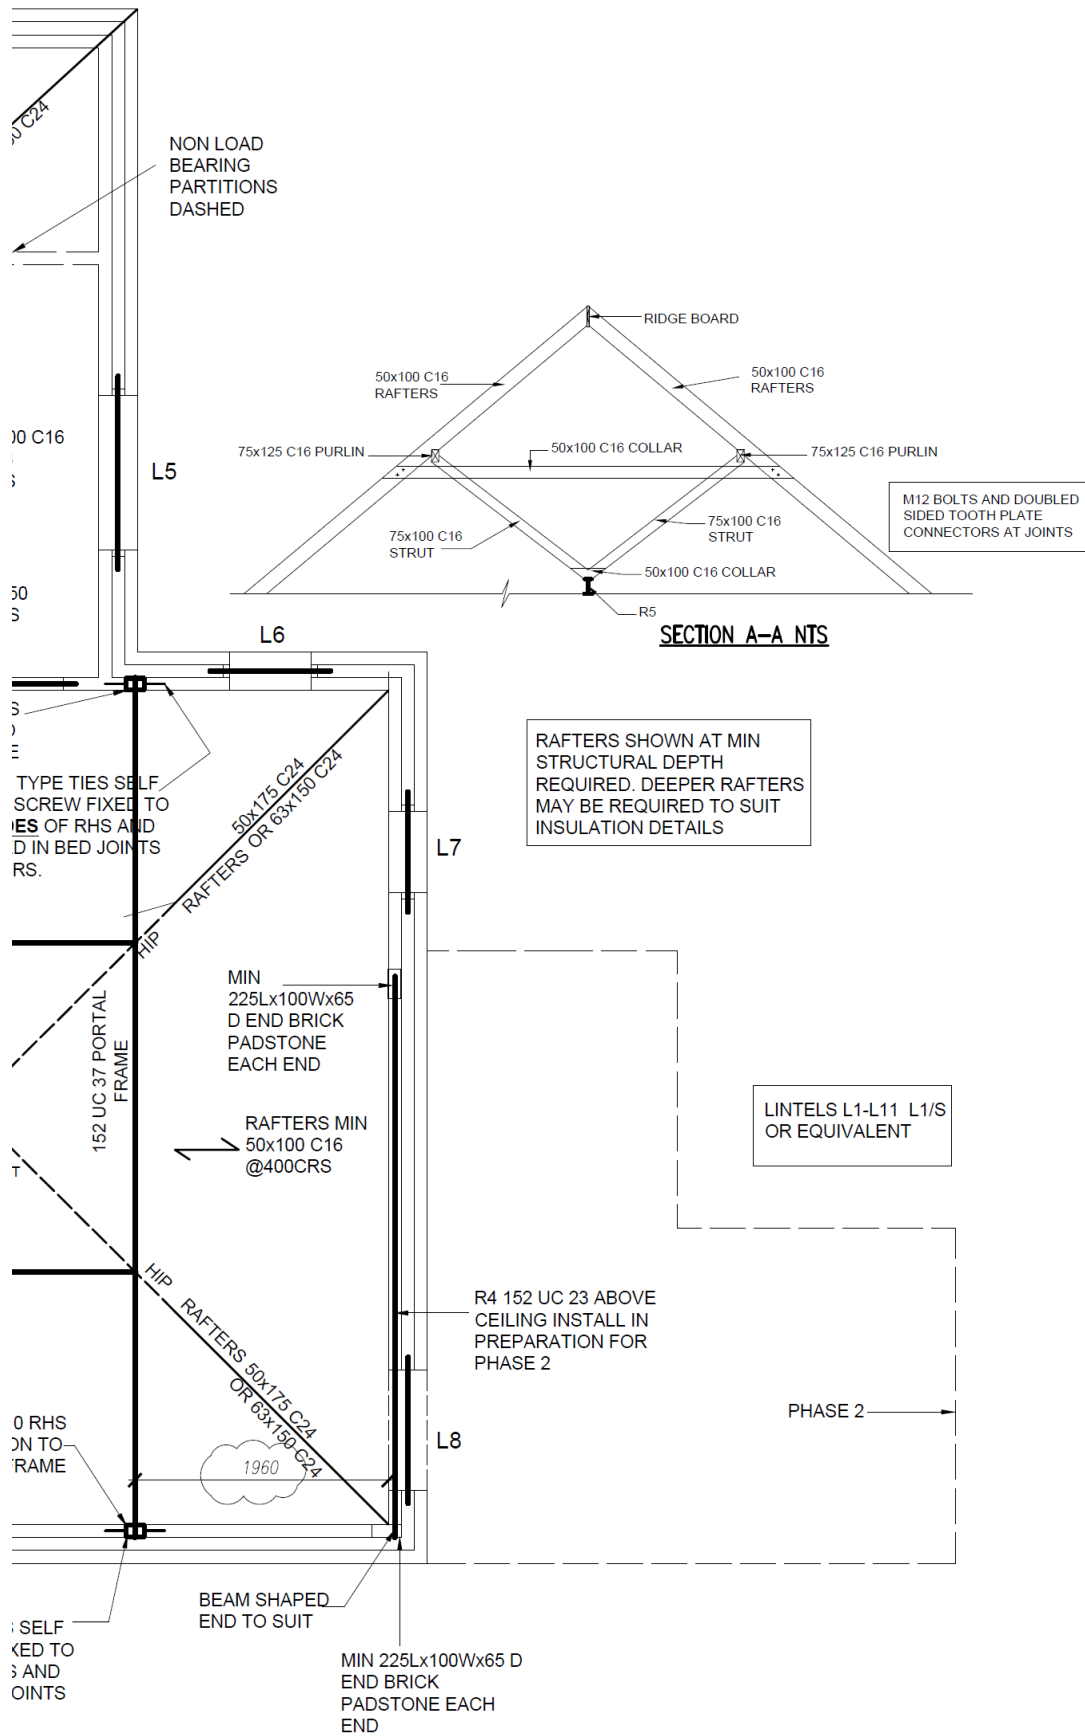 NON LOAD
BEARING
PARTITIONS
DASHED
C24
RIDGE BOARD
50x100 C16
RAFTERS
50x100 C16
RAFTERS
75x125 C16 PURLIN
50x100 C16 COLLAR
75x125 C16 PURLIN
C16
L5
M12 BOLTS AND DOUBLED
SIDED TOOTH PLATE
CONNECTORS AT JOINTS
75x100 C16
STRUT
75x100 C16
STRUT
50x100 C16 COLLAR
R5
SECTION A-A NTS
L6
TYPE TIES SELF
SCREW FIXED TO
OF RHS AND
IN BED JOINTS
50x175 C24
RAFTERS OR 63x150 C24
HIP
RAFTERS SHOWN AT MIN
STRUCTURAL DEPTH
REQUIRED. DEEPER RAFTERS
MAY BE REQUIRED TO SUIT
INSULATION DETAILS
L7
MIN
225Lx100Wx65
D END BRICK
PADSTONE
EACH END
152 UC 37 PORTAL
FRAME
RAFTERS MIN
50x100 C16
@400CRS
LINTELS L1-L11 L1/S
OR EQUIVALENT
HIP RAFTERS 50x175 C24
OR 63x150 C24
R4 152 UC 23 ABOVE
CEILING INSTALL IN
PREPARATION FOR
PHASE 2
PHASE 2
RHS
TO
L8
1960
BEAM SHAPED
END TO SUIT
SELF
TO
AND
MIN 225Lx100Wx65 D
END BRICK
PADSTONE EACH
END